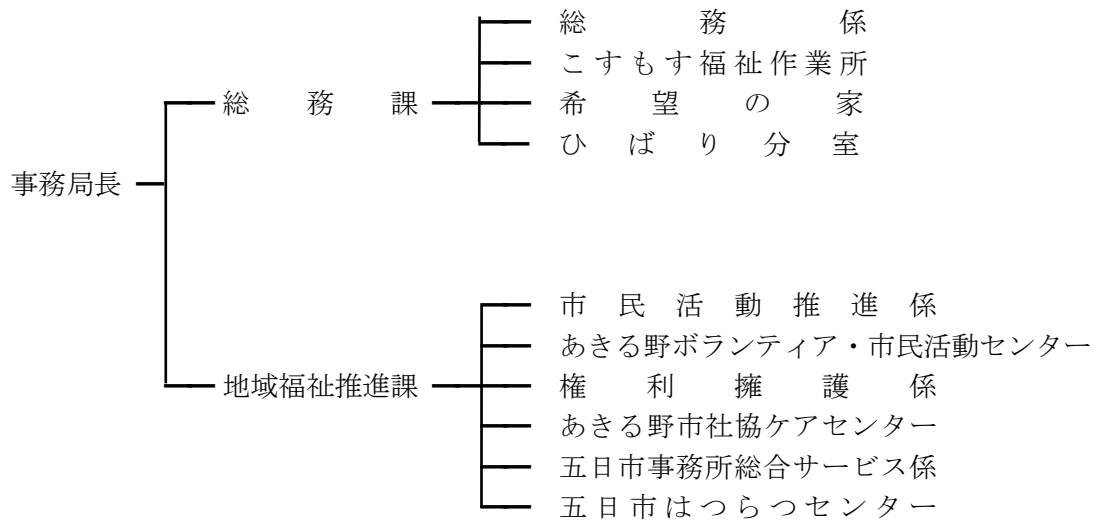 総務係
こすもす福祉作業所
総務課
希望の家
ひばり分室
事務局長
市民活動推進係
あきる野ボランティア・市民活動センター
地域福祉推進課
権利擁護係
あきる野市社協ケアセンター
五日市事務所総合サービス係
五日市はつらつセンター